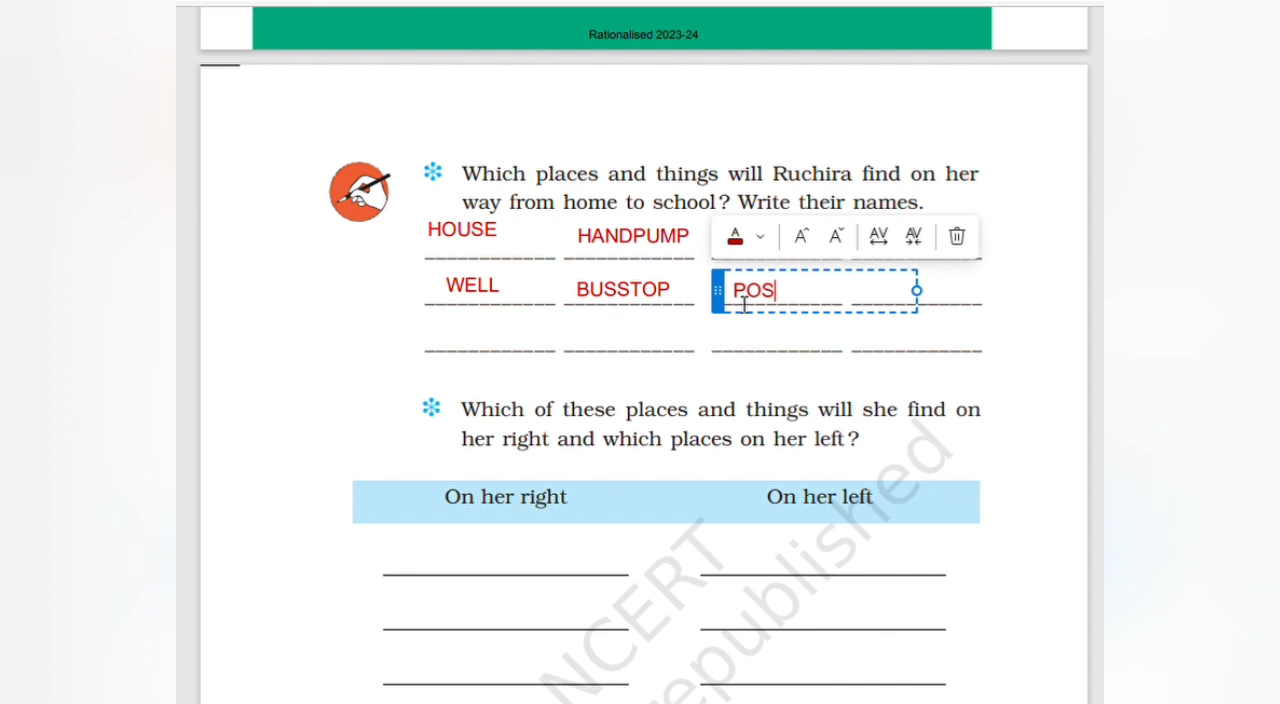 Rationalised 2023-24
Which places and things will Ruchira find on her
way from home to school? Write their names.
HOUSE HANDPUMP
WELL BUSSTOP POS
Which of these places and things will she find on
her right and which places on her left?
On her right On her left
NCERT
republished